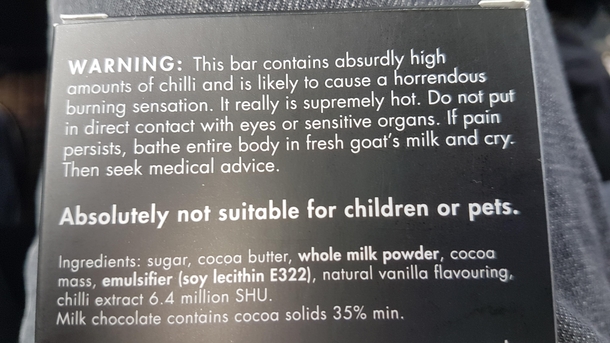 WARNING: This bar contains absurdly high
amounts of chilli and is likely to cause a horrendous
burning sensation. It really is supremely hot. Do not put
in direct contact with eyes or sensitive organs. If pain
persists, bathe entire body in fresh goat's milk and cry.
Then seek medical advice.
Absolutely not suitable for children or pets.
Ingredients: sugar, cocoa butter, whole milk powder, cocoa
mass, emulsifier (soy lecithin E322), natural vanilla flavouring,
chilli extract 6.4 million SHU.
Milk chocolate contains cocoa solids 35% min.